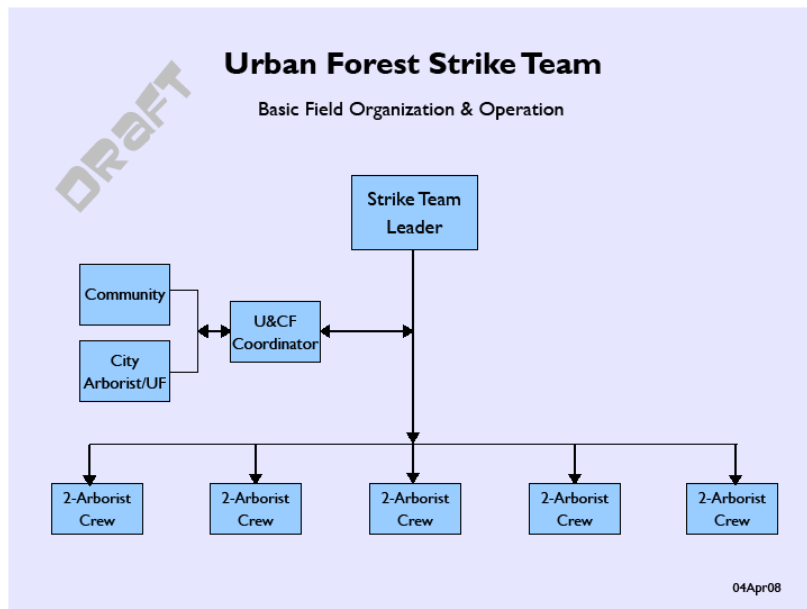 Urban Forest Strike Team
Basic Field Organization & Operation
DRaFT
Strike Team
Leader
Community
U&CF
Coordinator
City
Arborist/UF
2-Arborist
Crew
2-Arborist
Crew
2-Arborist
Crew
2-Arborist
Crew
2-Arborist
Crew
04Apr08